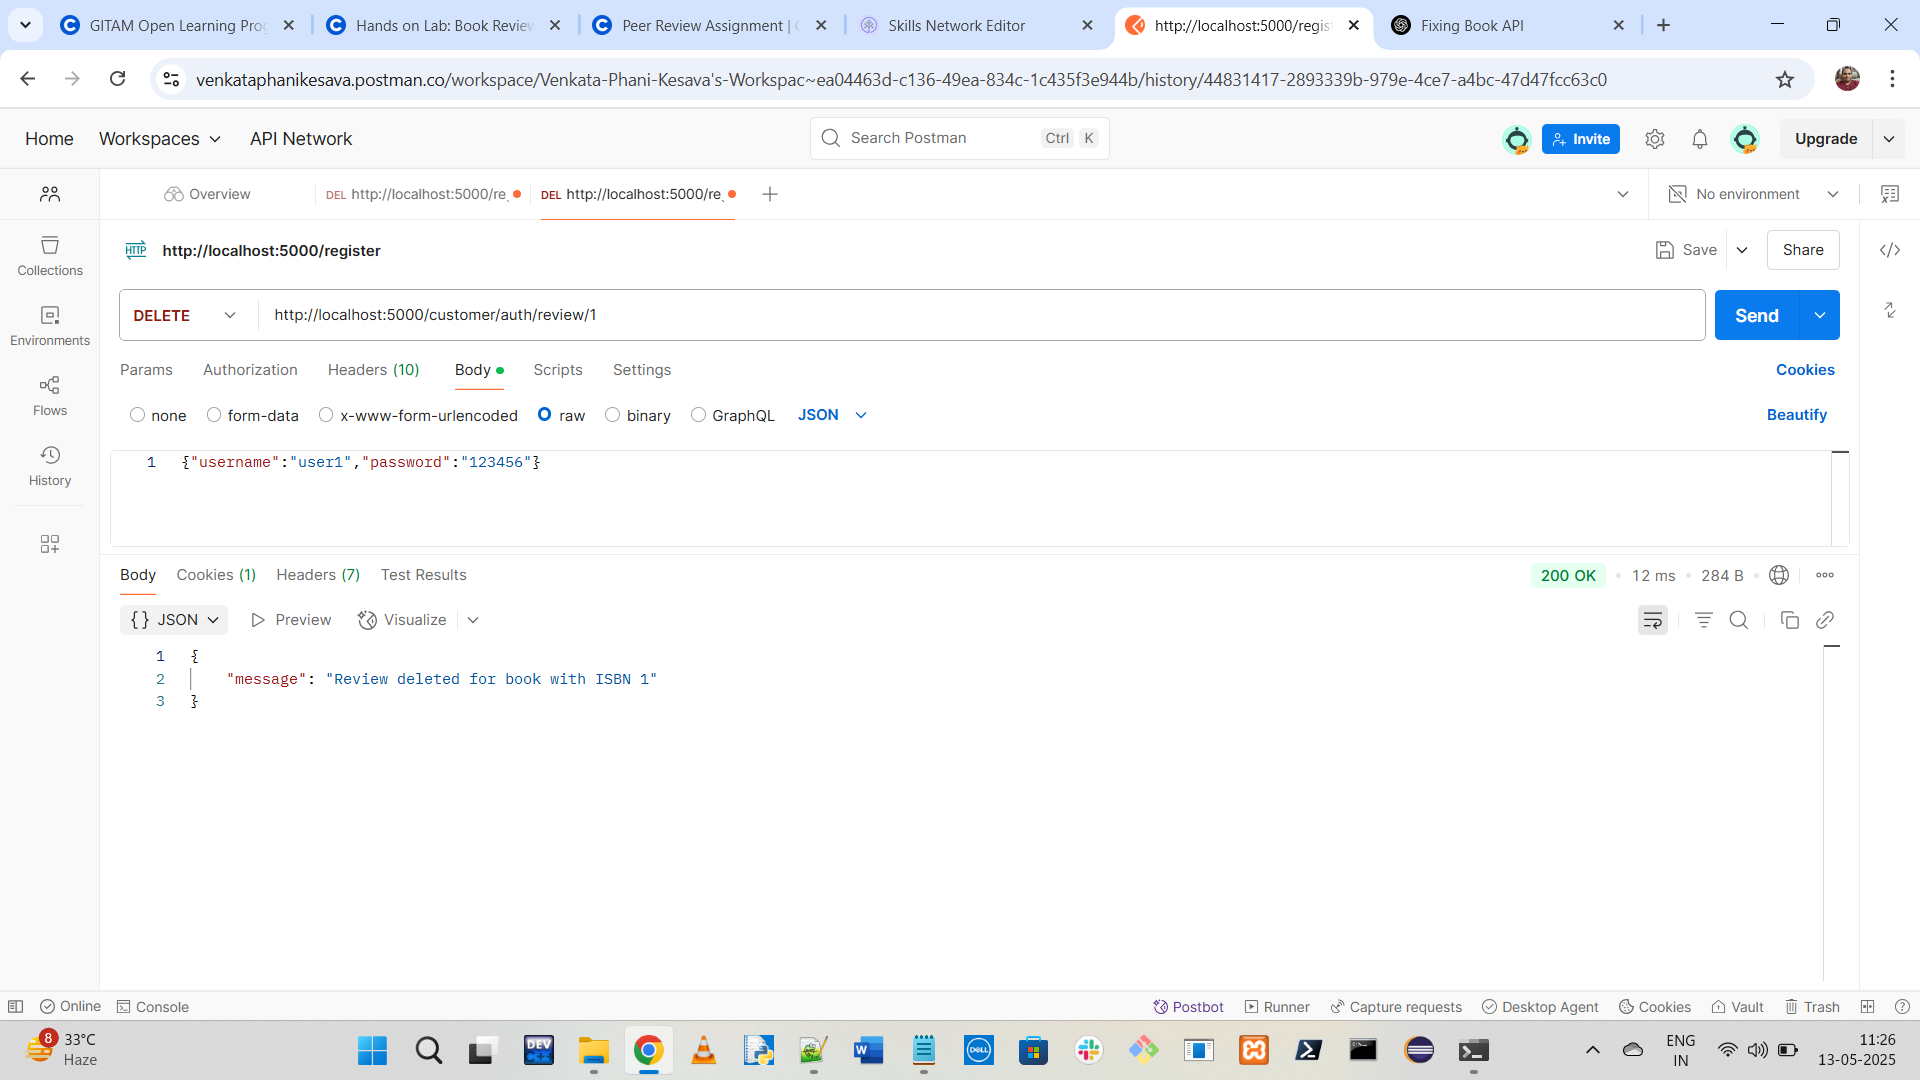 GITAM Open Learning Prog
Hands on Lab: Book Review
Peer Review Assignment | C
Skills Network Editor
http://localhost:5000/regist
Fixing Book API
venkataphanikesava.postman.co/workspace/Venkata-Phani-Kesava's-Workspac~ea04463d-c136-49ea-834c-1c435f3e944b/history/44831417-2893339b-979e-4ce7-a4bc-47d47fcc63c0
Home Workspaces API Network Search Postman Ctrl K Invite Upgrade
Overview DEL http://localhost:5000/re DEL http://localhost:5000/re No environment
HTTP http://localhost:5000/register Save Share
Collections
Environments
Flows
History
DELETE http://localhost:5000/customer/auth/review/1 Send
Params Authorization Headers (10) Body Scripts Settings Cookies
none form-data x-www-form-urlencoded raw binary GraphQL JSON Beautify
1 {"username":"user1","password":"123456"}
Body Cookies (1) Headers (7) Test Results 200 OK 12 ms 284 B
{} JSON Preview Visualize
1 {
2 "message": "Review deleted for book with ISBN 1"
3 }
Online Console Postbot Runner Capture requests Desktop Agent Cookies Vault Trash
8 33°C
Haze
DEV C++
W
DELL
ENG
IN
11:26
13-05-2025